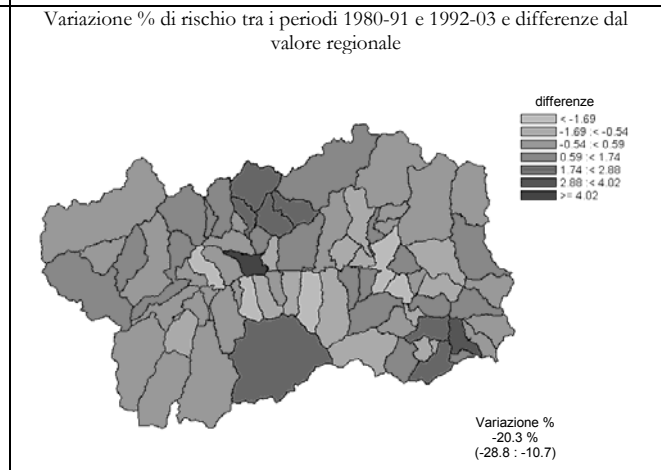 Variazione % di rischio tra i periodi 1980-91 e 1992-03 e differenze dal
valore regionale
differenze
< -1.69
-1.69 :< -0.54
-0.54 :< 0.59
0.59 :< 1.74
1.74 :< 2.88
2.88 :< 4.02
>= 4.02
Variazione %
-20.3 %
(-28.8 : -10.7)